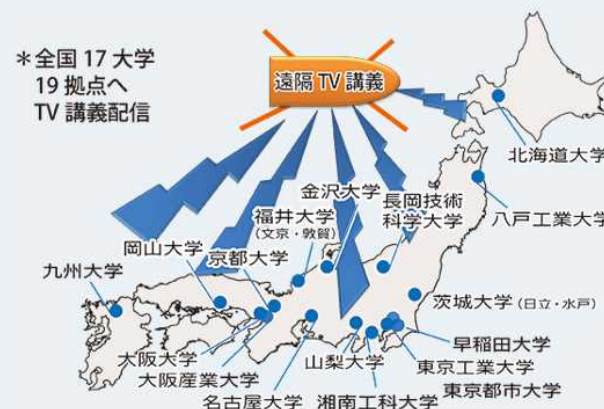 ＊全国 17 大学
19 拠点へ
TV 講義配信
遠隔 TV 講義
北海道大学
八戸工業大学
長岡技術
科学大学
金沢大学
福井大学
（文京・敦賀）
京都大学
岡山大学
九州大学
茨城大学（日立・水戸）
早稲田大学
東京工業大学
東京都市大学
山梨大学
湘南工科大学
名古屋大学
大阪産業大学
大阪大学